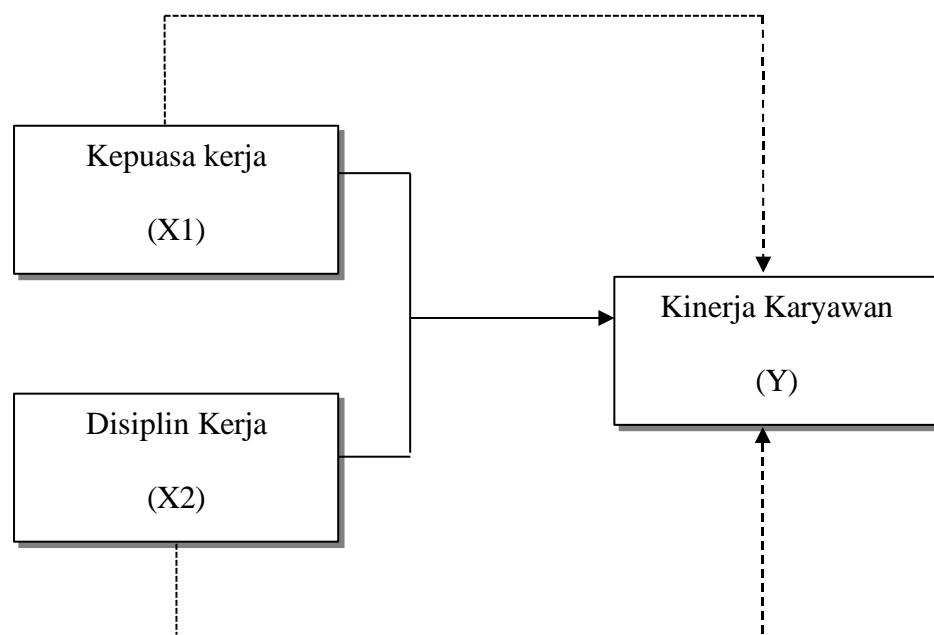 Kepuasa kerja
(X1)
Kinerja Karyawan
(Y)
Disiplin Kerja
(X2)